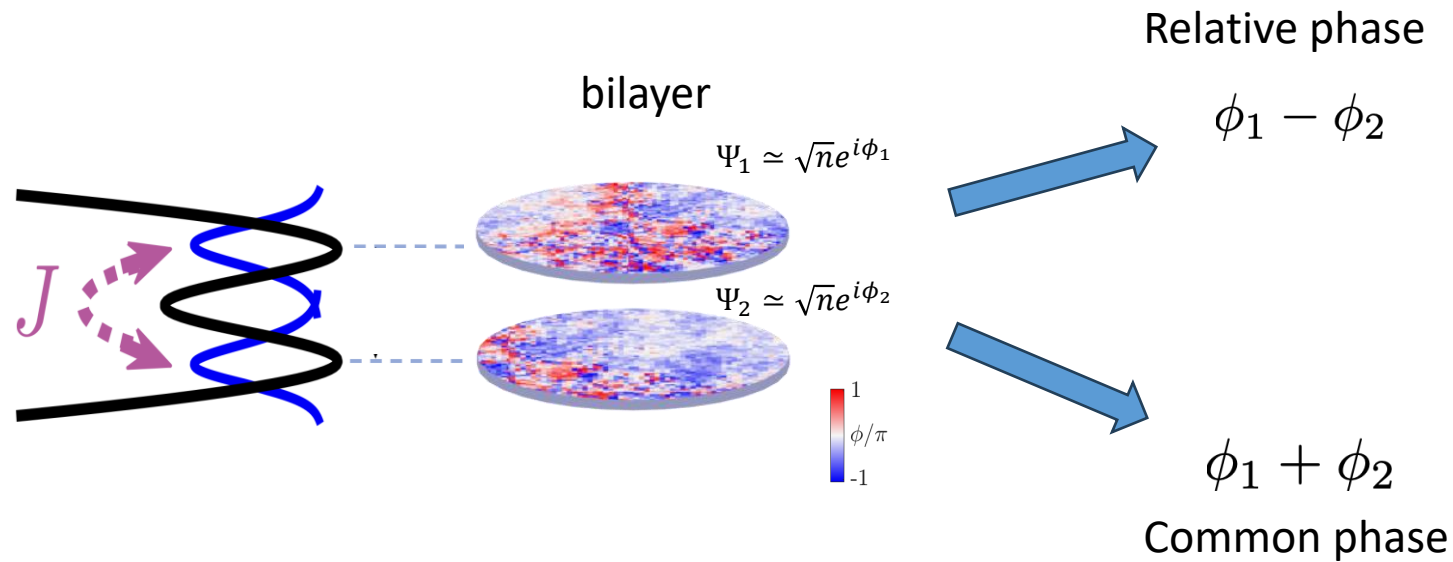 Relative phase
ϕ₁ − ϕ₂
bilayer
Ψ₁ ≃ √n e^{iϕ₁}
J
Ψ₂ ≃ √n e^{iϕ₂}
1
ϕ/π
-1
ϕ₁ + ϕ₂
Common phase